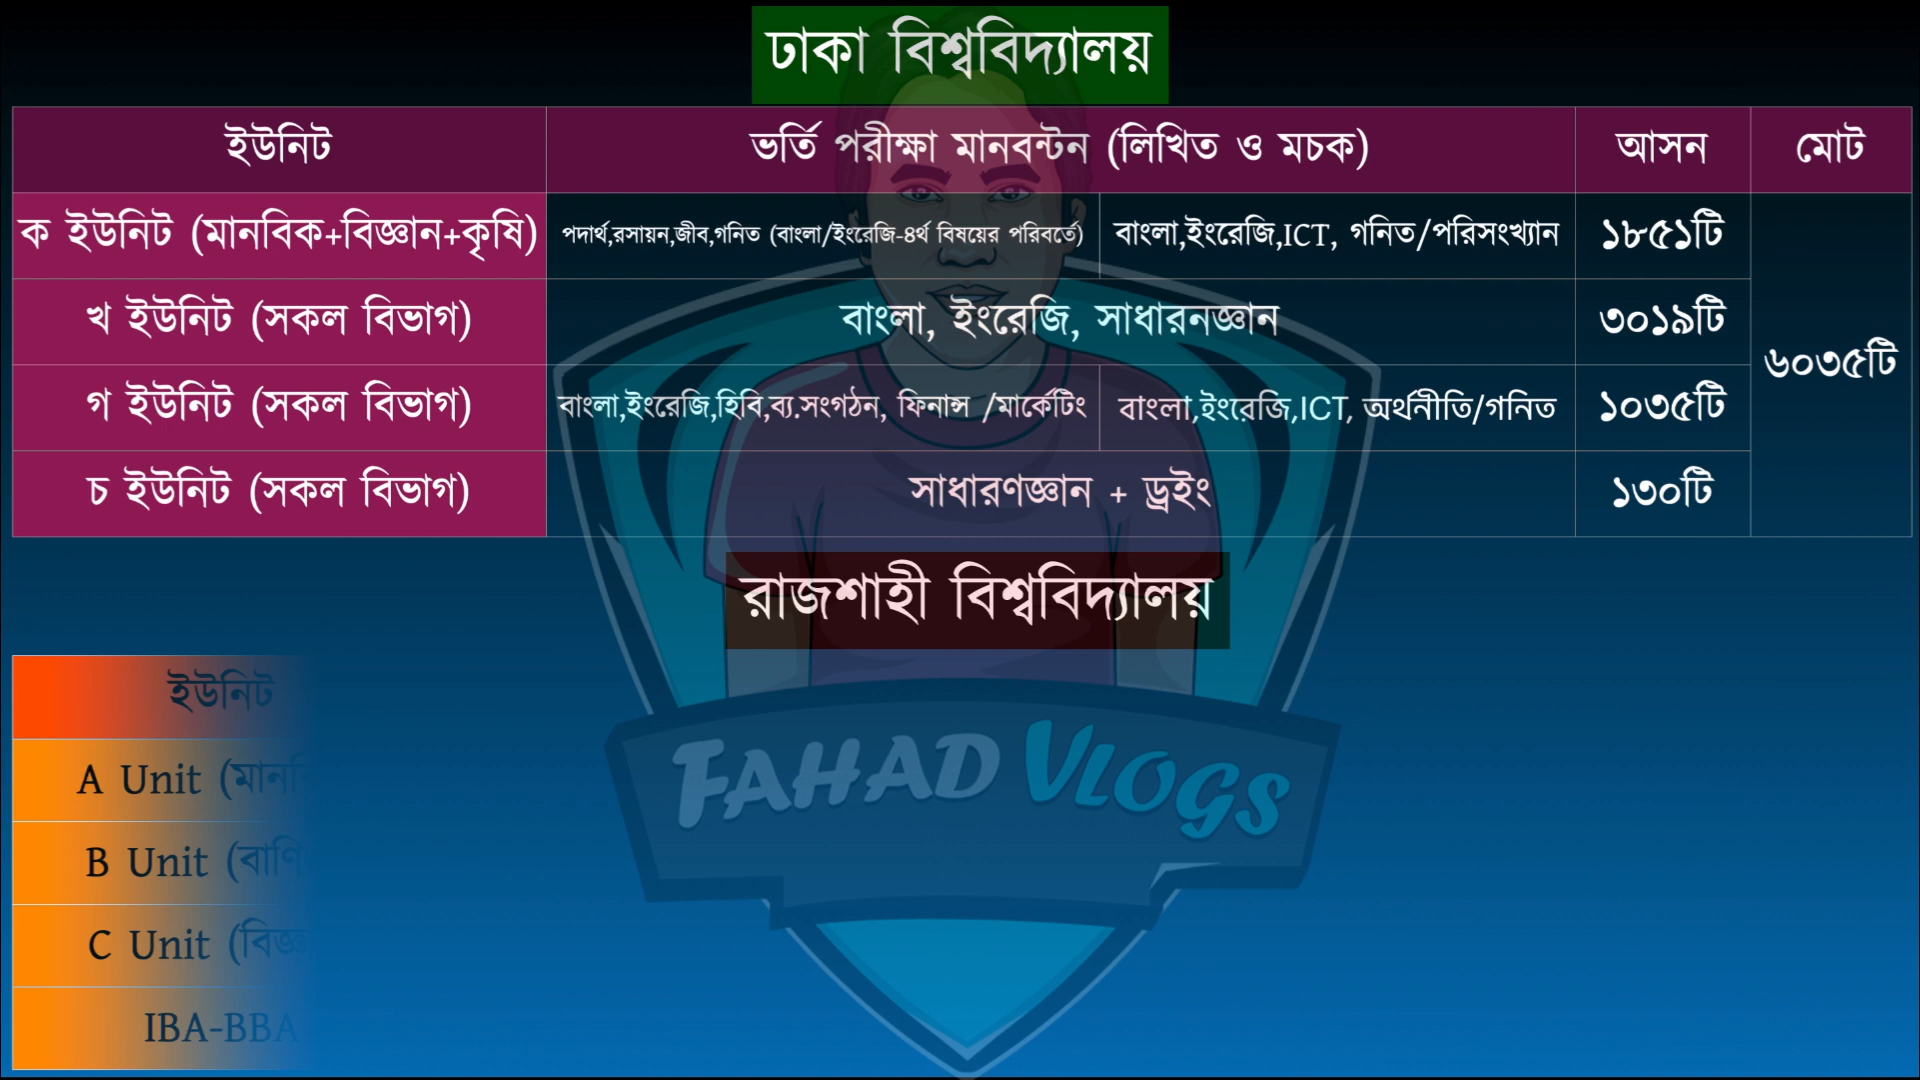 ঢাকা বিশ্ববিদ্যালয়
ইউনিট ভর্তি পরীক্ষা মানবন্টন (লিখিত ও মচক) আসন মোট
ক ইউনিট (মানবিক+বিজ্ঞান+কৃষি) পদার্থ,রসায়ন,জীব,গনিত (বাংলা/ইংরেজি-৪র্থ বিষয়ের পরিবর্তে) বাংলা,ইংরেজি,ICT, গনিত/পরিসংখ্যান ১৮৫১টি
খ ইউনিট (সকল বিভাগ) বাংলা, ইংরেজি, সাধারনজ্ঞান ৩০১৯টি
৬০৩৫টি
গ ইউনিট (সকল বিভাগ) বাংলা,ইংরেজি,হিবি,ব্য.সংগঠন, ফিনান্স /মার্কেটিং বাংলা,ইংরেজি,ICT, অর্থনীতি/গনিত ১০৩৫টি
চ ইউনিট (সকল বিভাগ) সাধারণজ্ঞান + ড্রইং ১৩০টি
রাজশাহী বিশ্ববিদ্যালয়
ইউনিট
A Unit
B Unit
C Unit
IBA-BBA
FAHAD VLOGS